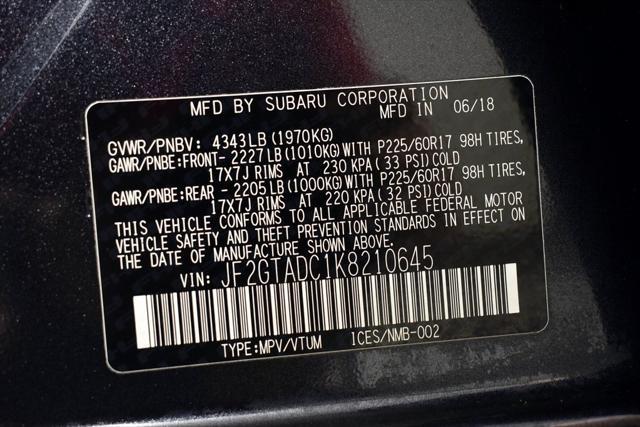 MFD BY SUBARU CORPORATION
MFD IN 06/18
GVWR/PNBV: 4343LB(1970KG)
GAWR/PNBE:FRONT- 2227LB(1010KG)WITH P225/60R17 98H TIRES,
17X7J RIMS AT 230 KPA(33 PSI)COLD
GAWR/PNBE:REAR - 2205LB(1000KG)WITH P225/60R17 98H TIRES,
17X7J RIMS AT 220 KPA(32 PSI)COLD
THIS VEHICLE CONFORMS TO ALL APPLICABLE FEDERAL MOTOR
VEHICLE SAFETY AND THEFT PREVENTION STANDARDS IN EFFECT ON
THE DATE OF MANUFACTURE SHOWN ABOVE.
VIN: JF2GTADC1K8210645
TYPE:MPV/VTUM ICES/NMB-002